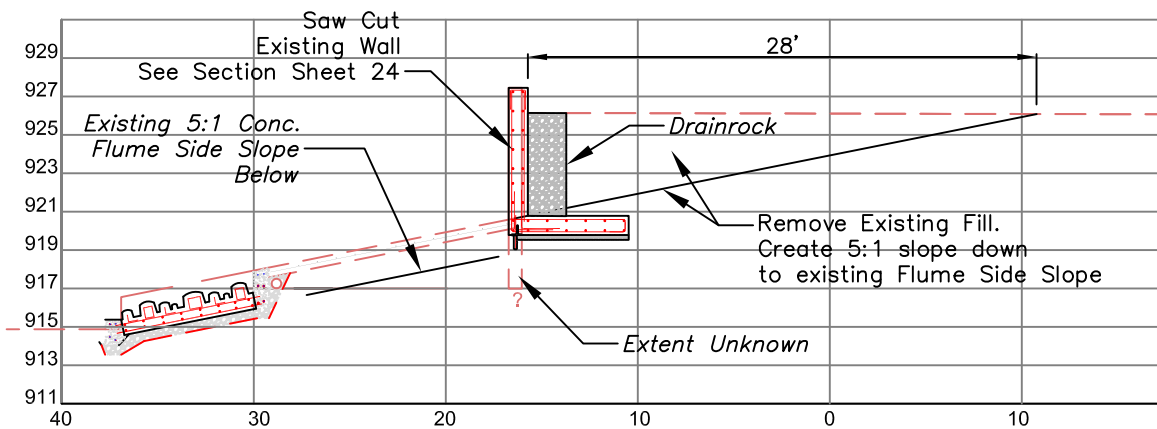 Saw Cut
Existing Wall
See Section Sheet 24
28'
Existing 5:1 Conc.
Flume Side Slope
Below
Drainrock
Remove Existing Fill.
Create 5:1 slope down
to existing Flume Side Slope
?
Extent Unknown
929
927
925
923
921
919
917
915
913
911
40 30 20 10 0 10